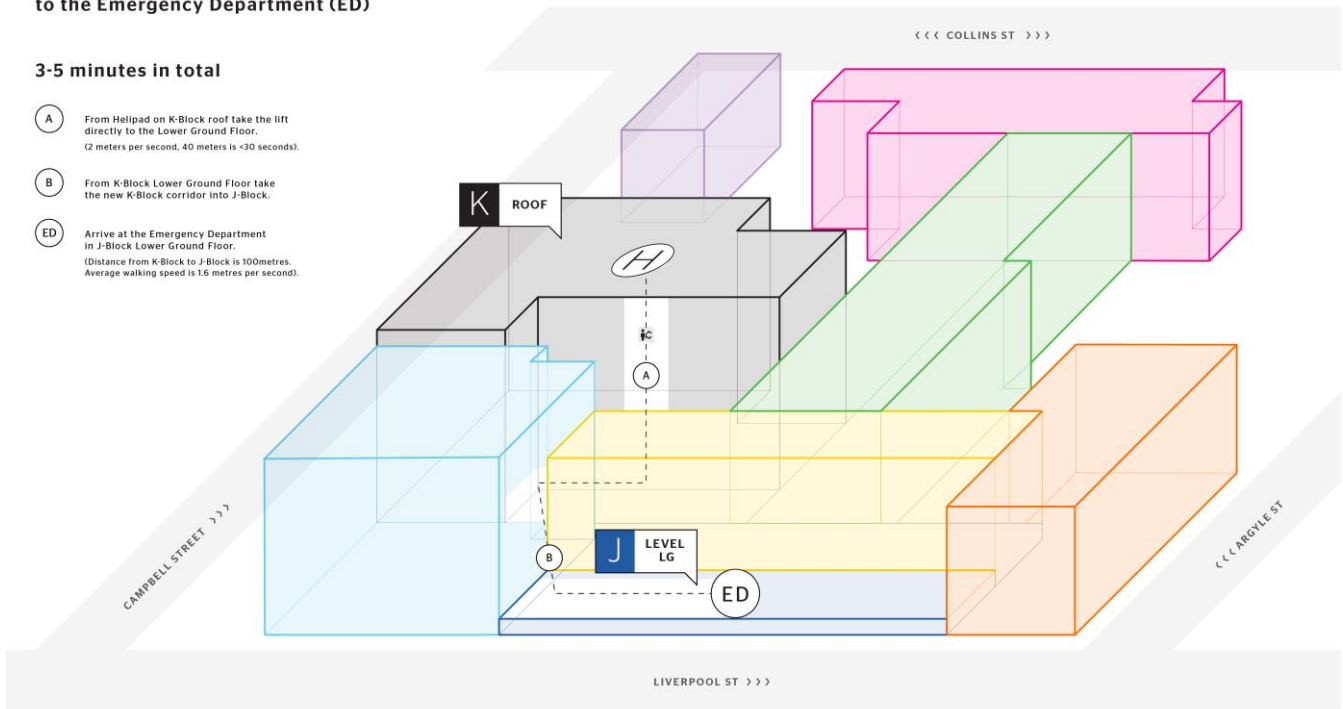 to the Emergency Department (ED)
3-5 minutes in total
A
From Helipad on K-Block roof take the lift
directly to the Lower Ground Floor.
(2 meters per second, 40 meters is <30 seconds).
B
From K-Block Lower Ground Floor take
the new K-Block corridor into J-Block.
ED
Arrive at the Emergency Department
in J-Block Lower Ground Floor.
(Distance from K-Block to J-Block is 100metres.
Average walking speed is 1.6 metres per second).
‹‹‹ COLLINS ST ›››
K ROOF
H
A
CAMPBELL STREET ›››
J LEVEL
LG
B
ED
‹‹‹ ARGYLE ST
LIVERPOOL ST ›››